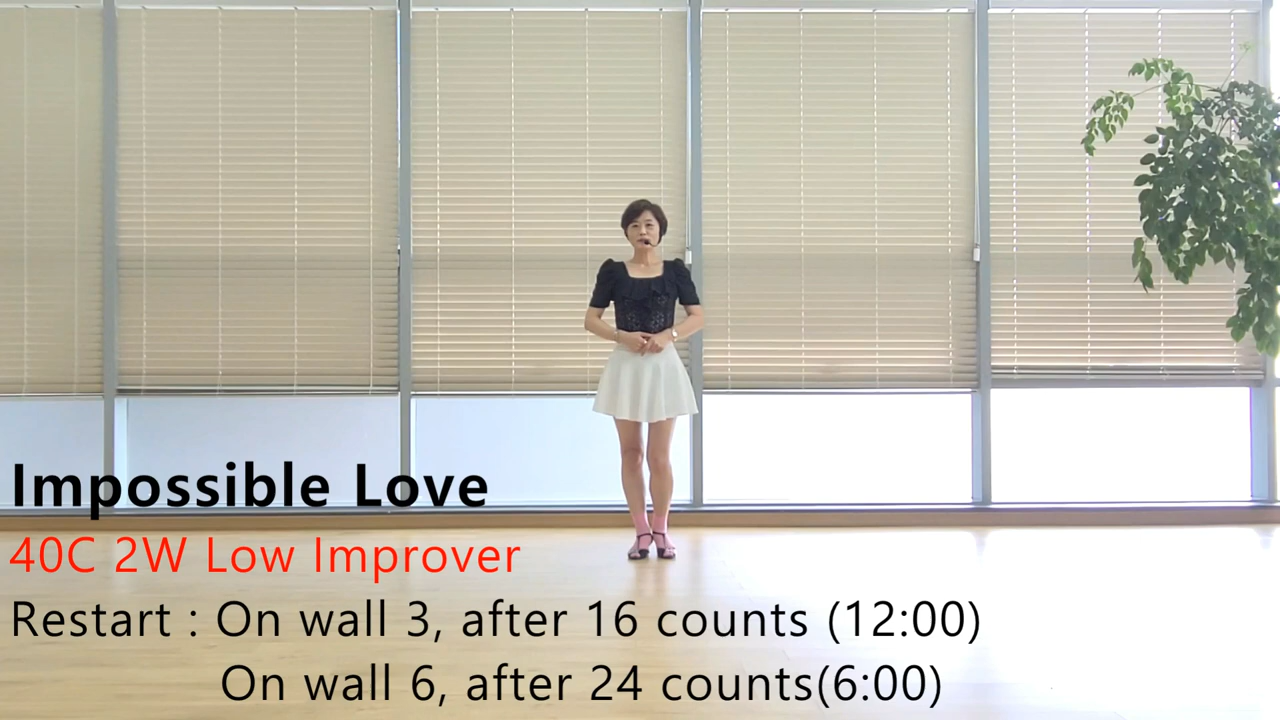 Impossible Love
40C 2W Low Improver
Restart : On wall 3, after 16 counts (12:00)
On wall 6, after 24 counts(6:00)